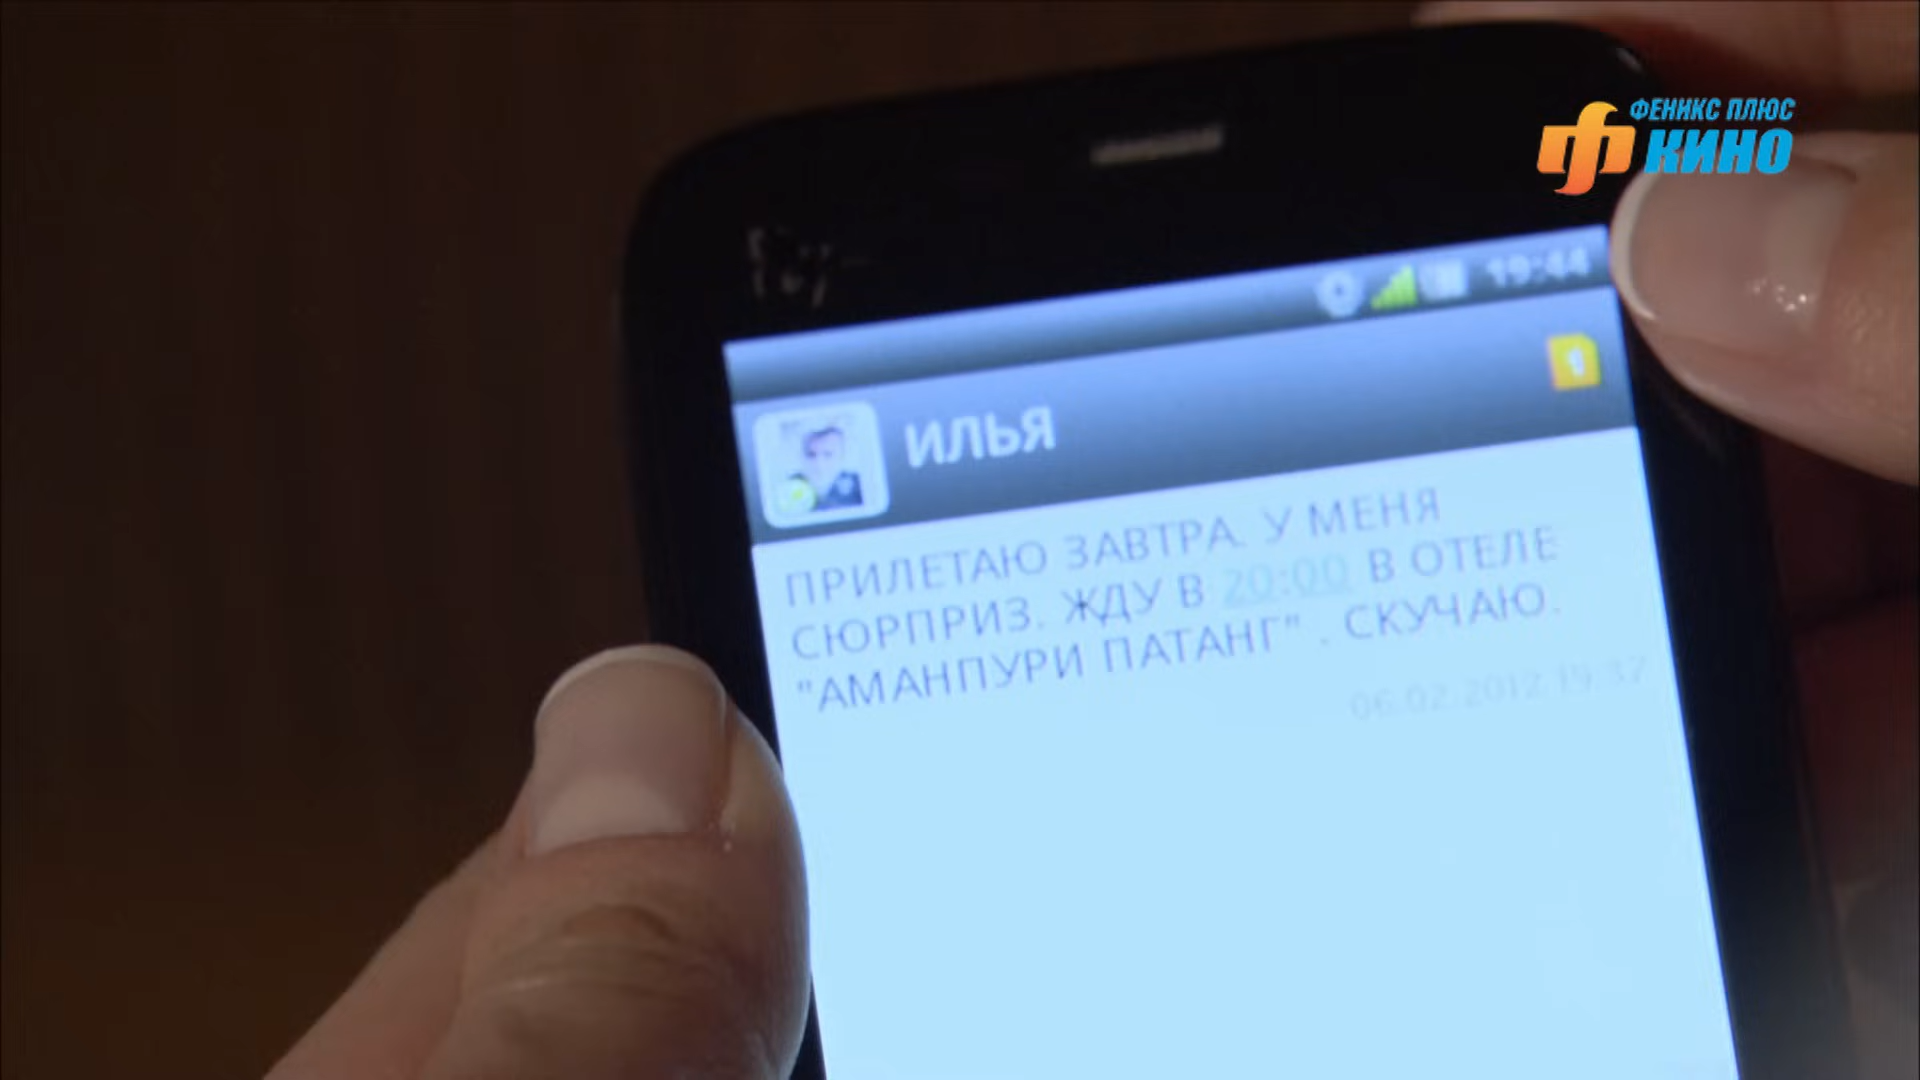 ФЕНИКС ПЛЮС
КИНО
19:44
1
ИЛЬЯ
ПРИЛЕТАЮ ЗАВТРА. У МЕНЯ
СЮРПРИЗ. ЖДУ В 20:00 В ОТЕЛЕ
"АМАНПУРИ ПАТАНГ" . СКУЧАЮ.
06.02.2012 19:37